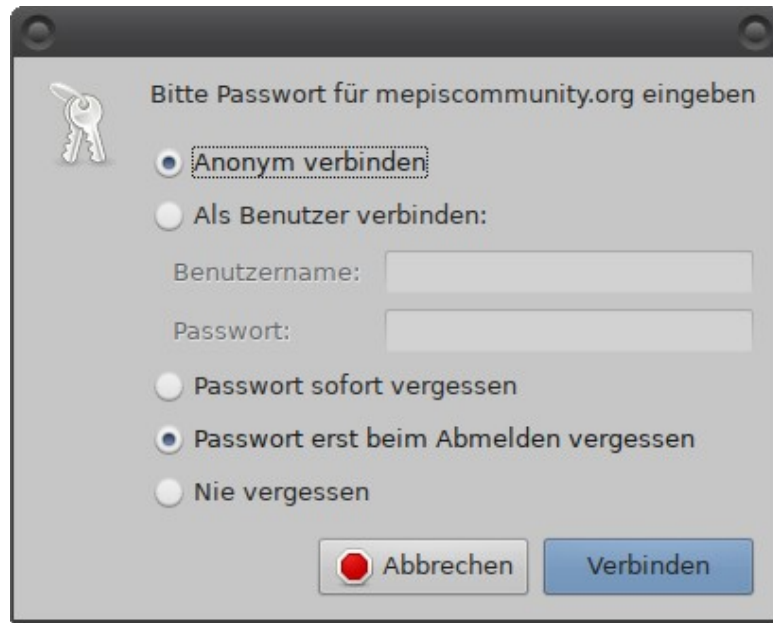 Bitte Passwort für mepiscommunity.org eingeben
Anonym verbinden
Als Benutzer verbinden:
Benutzername:
Passwort:
Passwort sofort vergessen
Passwort erst beim Abmelden vergessen
Nie vergessen
Abbrechen Verbinden